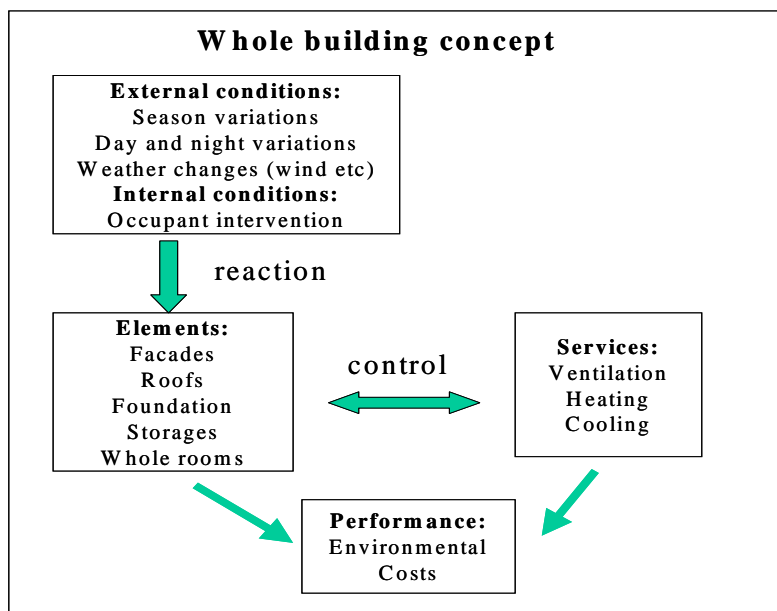 Whole building concept
External conditions:
Season variations
Day and night variations
Weather changes (wind etc)
Internal conditions:
Occupant intervention
reaction
Elements:
Facades
Roofs
Foundation
Storages
Whole rooms
control
Services:
Ventilation
Heating
Cooling
Performance:
Environmental
Costs